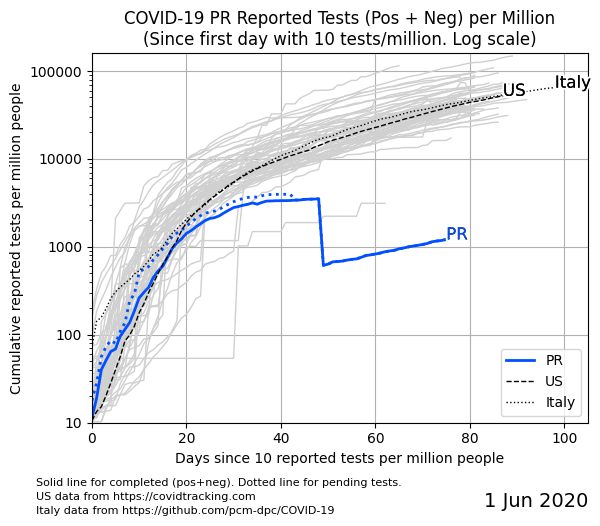 COVID-19 PR Reported Tests (Pos + Neg) per Million
(Since first day with 10 tests/million. Log scale)
Cumulative reported tests per million people
100000
10000
1000
100
10
US
Italy
PR
PR
US
Italy
0 20 40 60 80 100
Days since 10 reported tests per million people
Solid line for completed (pos+neg). Dotted line for pending tests.
US data from https://covidtracking.com
Italy data from https://github.com/pcm-dpc/COVID-19
1 Jun 2020